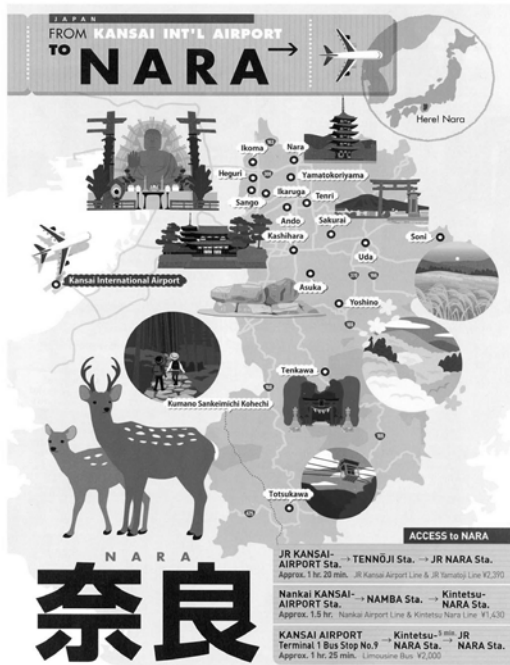 JAPAN
FROM KANSAI INT'L AIRPORT
TO NARA →
Here! Nara
Ikoma
Nara
Heguri
Yamatokoriyama
Sango
Ikaruga
Tenri
Ando
Sakurai
Kashihara
Soni
Uda
Kansai International Airport
Asuka
Yoshino
Tenkawa
Kumano Sankeimichi Kohechi
Totsukawa
NARA
奈良
ACCESS to NARA
JR KANSAI-AIRPORT Sta. → TENNŌJI Sta. → JR NARA Sta.
Approx. 1 hr. 20 min. JR Kansai Airport Line & JR Yamatoji Line
Nankai KANSAI-AIRPORT Sta. → NAMBA Sta. → Kintetsu-NARA Sta.
Approx. 1.5 hr. Nankai Airport Line & Kintetsu Nara Line ¥1,430
KANSAI AIRPORT Terminal 1 Bus Stop No.9 → Kintetsu-NARA Sta. 5 min. → JR NARA Sta.
Approx. 1 hr. 25 min. Limousine Bus ¥2,000